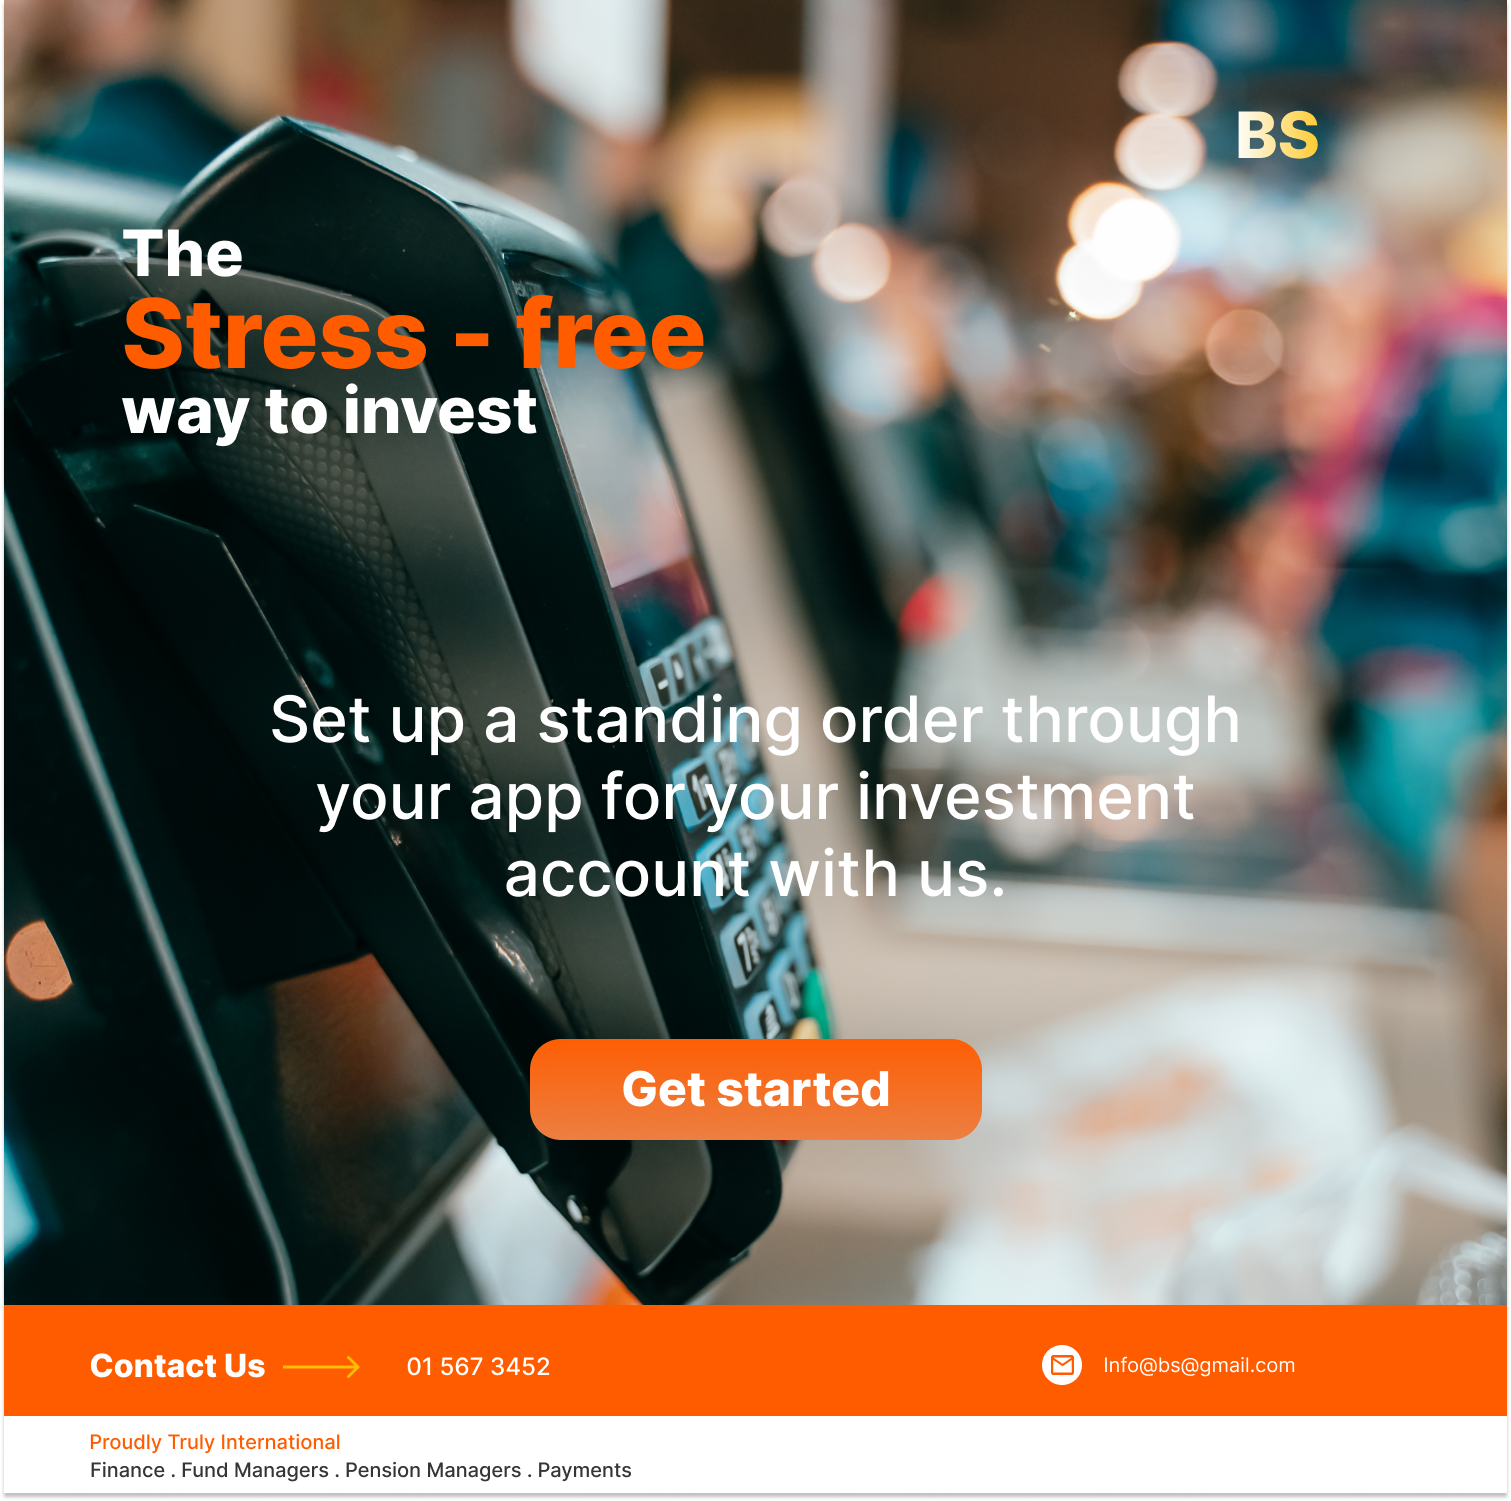 BS
The
Stress - free
way to invest
Set up a standing order through
your app for your investment
account with us.
Get started
Contact Us
01 567 3452
Info@bs@gmail.com
Proudly Truly International
Finance . Fund Managers . Pension Managers . Payments